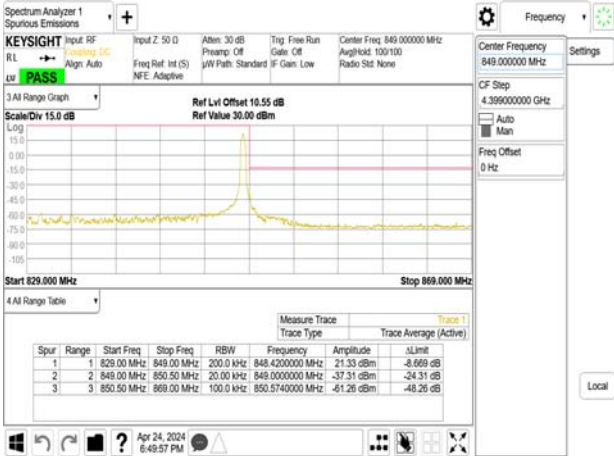 Spectrum Analyzer 1
Spurious Emissions
Frequency
KEYSIGHT
Input: RF
Coupling: DC
Align: Auto
Input Z: 50 Ω
Freq Ref: Int (S)
NFE: Adaptive
Atten: 30 dB
Preamp: Off
µW Path: Standard
Trig: Free Run
Gate: Off
IF Gain: Low
Center Freq: 849.000000 MHz
Avg|Hold: 100/100
Radio Std: None
RL
PASS
Center Frequency
849.000000 MHz
Settings
CF Step
4.399000000 GHz
Auto
Man
Freq Offset
0 Hz
3 All Range Graph
Scale/Div 15.0 dB
Ref Lvl Offset 10.55 dB
Ref Value 30.00 dBm
Log
15.0
0.00
-15.0
-30.0
-45.0
-60.0
-75.0
-90.0
-105
Start 829.000 MHz
Stop 869.000 MHz
4 All Range Table
Measure Trace Trace 1
Trace Type Trace Average (Active)
Spur Range Start Freq Stop Freq RBW Frequency Amplitude ΔLimit
1 1 829.00 MHz 849.00 MHz 200.0 kHz 848.4200000 MHz 21.33 dBm -8.669 dB
2 2 849.00 MHz 850.50 MHz 20.00 kHz 849.0000000 MHz -37.31 dBm -24.31 dB
3 3 850.50 MHz 869.00 MHz 100.0 kHz 850.5740000 MHz -61.26 dBm -48.26 dB
Local
Apr 24, 2024
6:49:57 PM